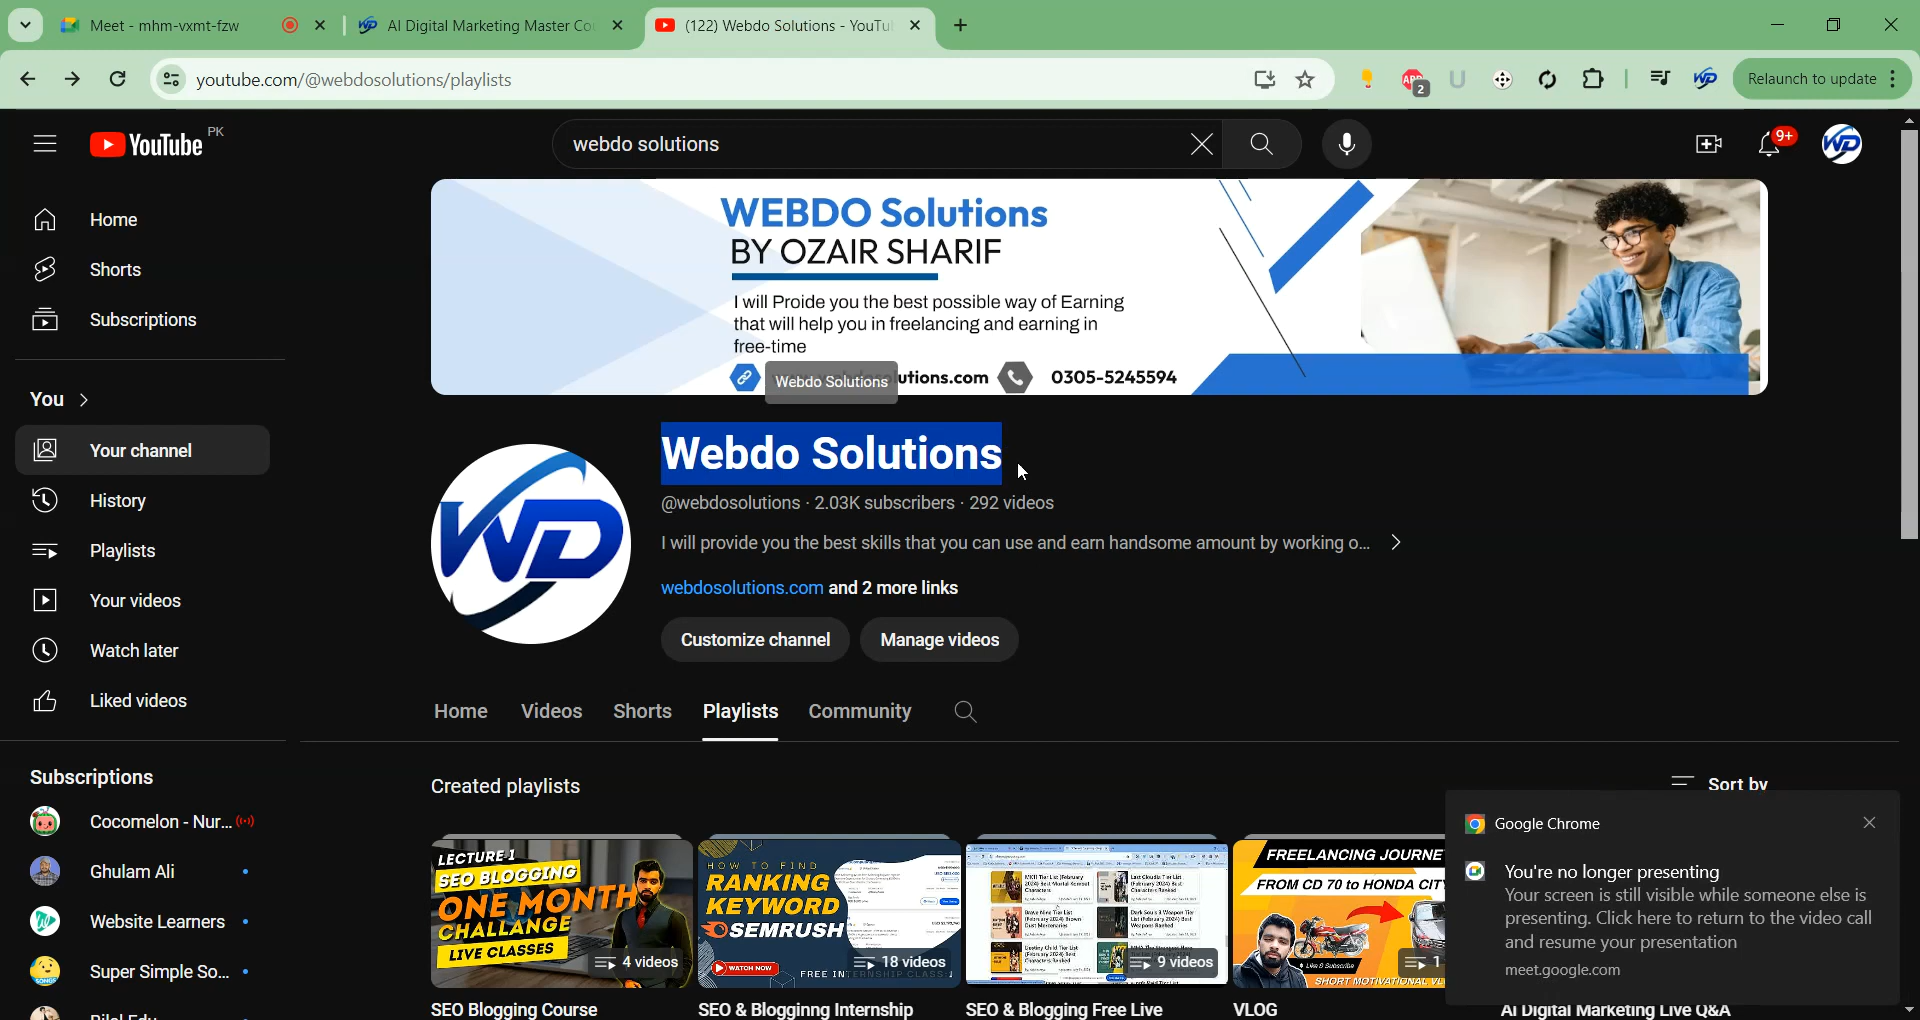 Meet - mhm-vxmt-fzw
AI Digital Marketing Master Co
(122) Webdo Solutions - YouTu
youtube.com/@webdosolutions/playlists
2
Relaunch to update
YouTube PK
webdo solutions
9+
Home
Shorts
Subscriptions
You
Your channel
History
Playlists
Your videos
Watch later
Liked videos
Subscriptions
Cocomelon - Nur...
Ghulam Ali
Website Learners
Super Simple So...
WEBDO Solutions
BY OZAIR SHARIF
I will Proide you the best possible way of Earning
that will help you in freelancing and earning in
free-time
Webdo Solutions
utions.com
0305-5245594
WD
Webdo Solutions
@webdosolutions · 2.03K subscribers · 292 videos
I will provide you the best skills that you can use and earn handsome amount by working o...
webdosolutions.com and 2 more links
Customize channel
Manage videos
Home
Videos
Shorts
Playlists
Community
Created playlists
Sort by
LECTURE 1
SEO BLOGGING
ONE MONTH
CHALLANGE
LIVE CLASSES
4 videos
SEO Blogging Course
HOW TO FIND
RANKING
KEYWORD
SEMRUSH
WATCH NOW
18 videos
SEO & Blogginng Internship
9 videos
SEO & Blogging Free Live
FREELANCING JOURNE
FROM CD 70 to HONDA CITY
Like & Subscribe
SHORT MOTIVATIONAL VL
1
VLOG
AI Digital Marketing Live Q&A
Google Chrome
You're no longer presenting
Your screen is still visible while someone else is
presenting. Click here to return to the video call
and resume your presentation
meet.google.com